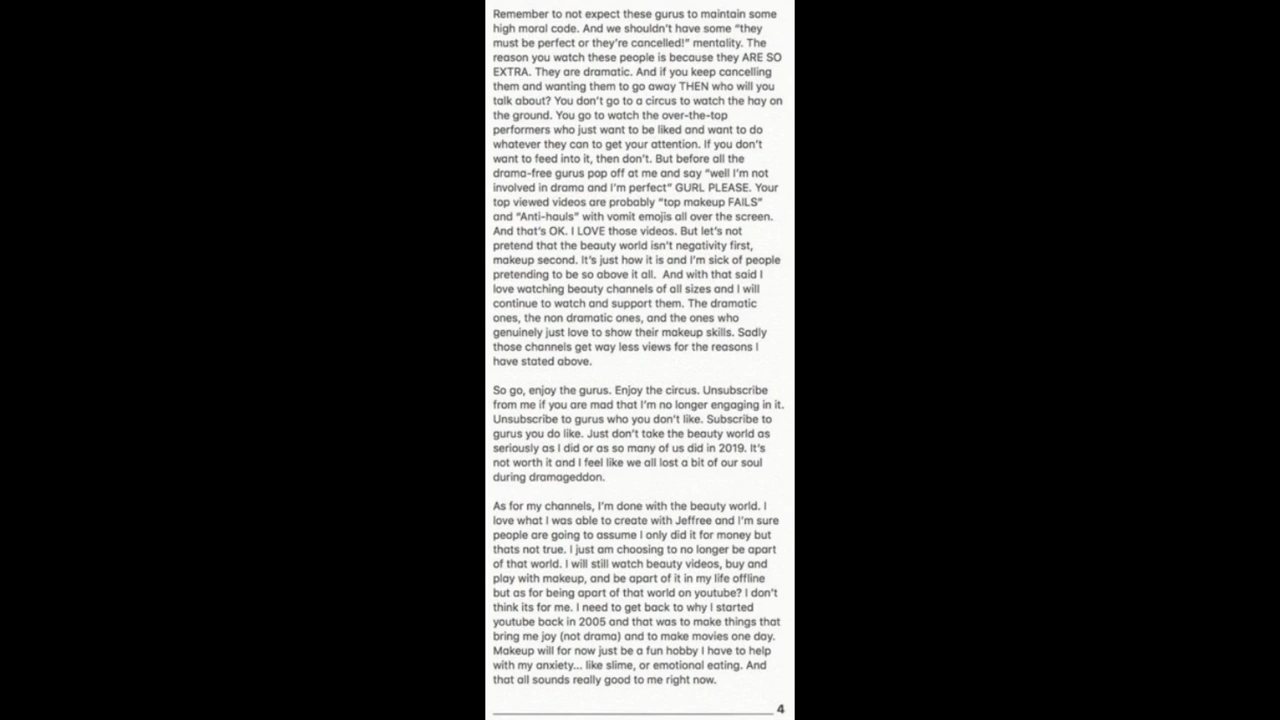 Remember to not expect these gurus to maintain some
high moral code. And we shouldn't have some "they
must be perfect or they're cancelled!" mentality. The
reason you watch these people is because they ARE SO
EXTRA. They are dramatic. And if you keep cancelling
them and wanting them to go away THEN who will you
talk about? You don't go to a circus to watch the hay on
the ground. You go to watch the over-the-top
performers who just want to be liked and want to do
whatever they can to get your attention. If you don't
want to feed into it, then don't. But before all the
drama-free gurus pop off at me and say "well I'm not
involved in drama and I'm perfect" GURL PLEASE. Your
top viewed videos are probably "top makeup FAILS"
and "Anti-hauls" with vomit emojis all over the screen.
And that's OK. I LOVE those videos. But let's not
pretend that the beauty world isn't negativity first,
makeup second. It's just how it is and I'm sick of people
pretending to be so above it all.  And with that said I
love watching beauty channels of all sizes and I will
continue to watch and support them. The dramatic
ones, the non dramatic ones, and the ones who
genuinely just love to show their makeup skills. Sadly
those channels get way less views for the reasons I
have stated above.

So go, enjoy the gurus. Enjoy the circus. Unsubscribe
from me if you are mad that I'm no longer engaging in it.
Unsubscribe to gurus who you don't like. Subscribe to
gurus you do like. Just don't take the beauty world as
seriously as I did or as so many of us did in 2019. It's
not worth it and I feel like we all lost a bit of our soul
during dramageddon.

As for my channels, I'm done with the beauty world. I
love what I was able to create with Jeffree and I'm sure
people are going to assume I only did it for money but
thats not true. I just am choosing to no longer be apart
of that world. I will still watch beauty videos, buy and
play with makeup, and be apart of it in my life offline
but as for being apart of that world on youtube? I don't
think its for me. I need to get back to why I started
youtube back in 2005 and that was to make things that
bring me joy (not drama) and to make movies one day.
Makeup will for now just be a fun hobby I have to help
with my anxiety... like slime, or emotional eating. And
that all sounds really good to me right now.
4